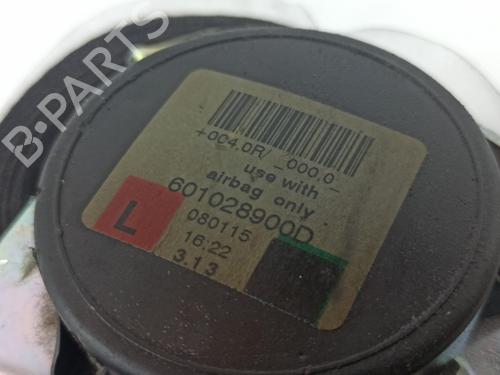 B-PARTS
+004.0R/_000.0-
use with
airbag only
601028900D
L
080115
16:22
3.13